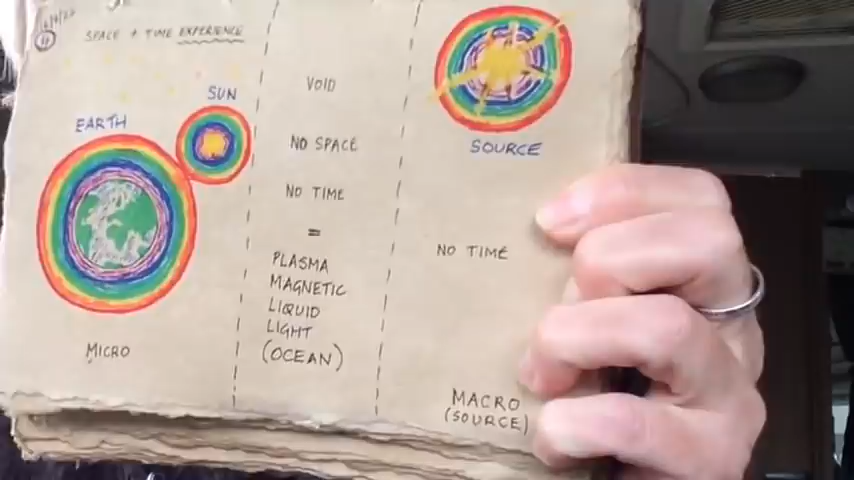 SPACE + TIME EXPERIENCE
SUN
EARTH
MICRO
VOID
NO SPACE
NO TIME
=
PLASMA
MAGNETIC
LIQUID
LIGHT
(OCEAN)
SOURCE
NO TIME
MACRO
(SOURCE)